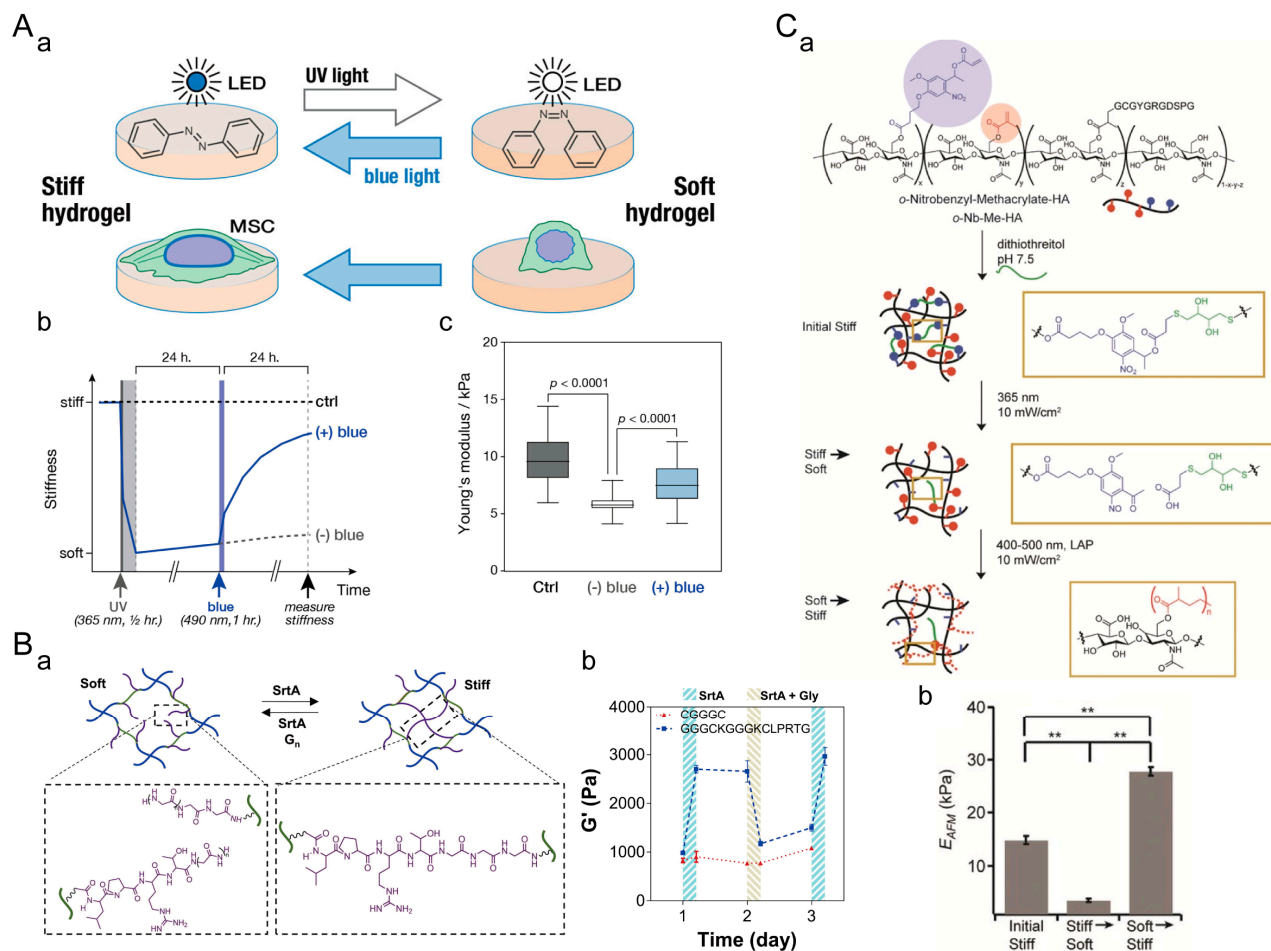 A
a
LED
UV light
LED
blue light
Stiff
hydrogel
Soft
hydrogel
MSC
b
24 h.
24 h.
stiff
ctrl
(+) blue
Stiffness
(-) blue
soft
Time
UV
(365 nm, ½ hr.)
blue
(490 nm, 1 hr.)
measure
stiffness
c
20
15
10
5
0
Young's modulus / kPa
p < 0.0001
p < 0.0001
Ctrl
(-) blue
(+) blue
B
a
Soft
SrtA
SrtA
Gn
Stiff
b
SrtA
SrtA + Gly
CGGGC
GGGCKGGGKCLPRTG
4000
3000
2000
1000
0
G' (Pa)
1
2
3
Time (day)
C
a
GCGYGRGDSPG
x
y
z
1-x-y-z
o-Nitrobenzyl-Methacrylate-HA
o-Nb-Me-HA
dithiothreitol
pH 7.5
Initial Stiff
365 nm
10 mW/cm²
Stiff
Soft
400-500 nm, LAP
10 mW/cm²
Soft
Stiff
b
**
**
**
30
20
10
0
E_AFM (kPa)
Initial
Stiff
Stiff
Soft
Soft
Stiff